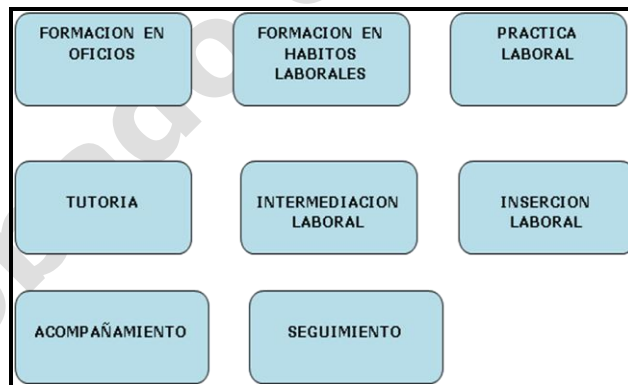 FORMACION EN
OFICIOS
FORMACION EN
HABITOS
LABORALES
PRACTICA
LABORAL
TUTORIA
INTERMEDIACION
LABORAL
INSERCION
LABORAL
ACOMPAÑAMIENTO
SEGUIMIENTO